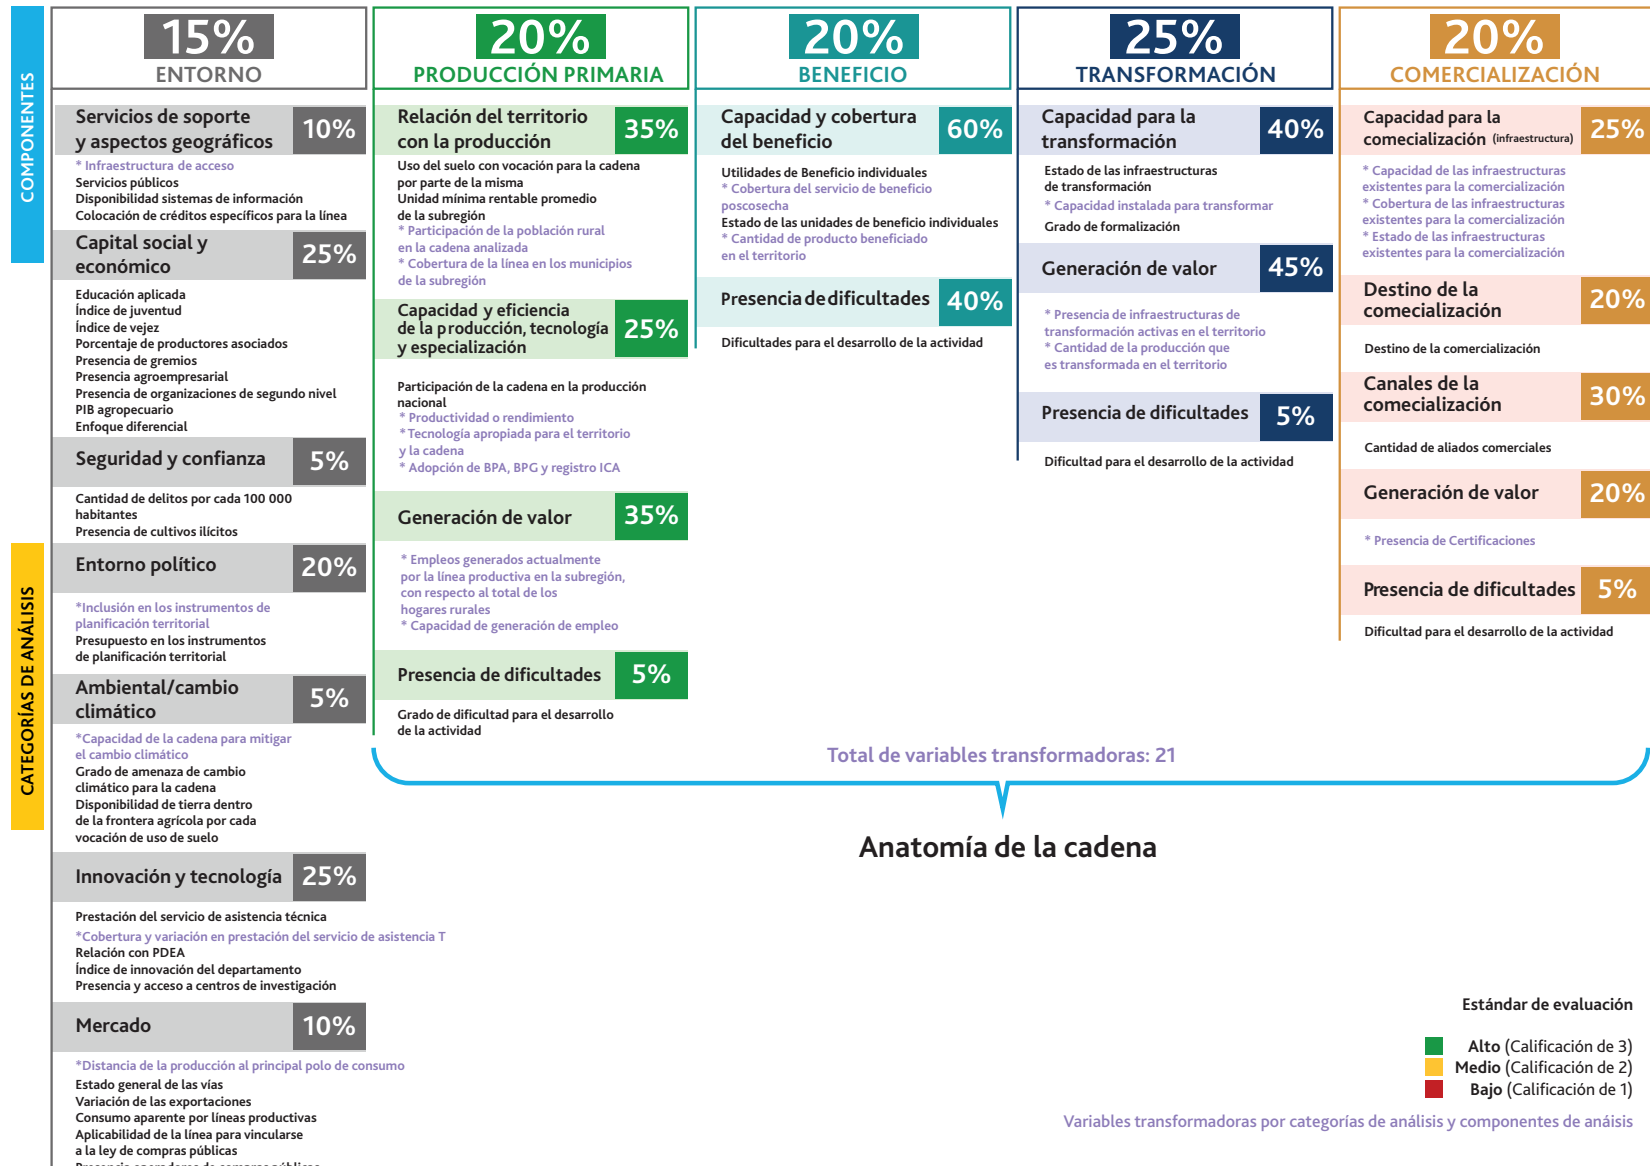 COMPONENTES
CATEGORÍAS DE ANÁLISIS
15%
ENTORNO
Servicios de soporte
y aspectos geográficos
10%
* Infraestructura de acceso
Servicios públicos
Disponibilidad sistemas de información
Colocación de créditos específicos para la línea
Capital social y
económico
25%
Educación aplicada
Índice de juventud
Índice de vejez
Porcentaje de productores asociados
Presencia de gremios
Presencia agroempresarial
Presencia de organizaciones de segundo nivel
PIB agropecuario
Enfoque diferencial
Seguridad y confianza
5%
Cantidad de delitos por cada 100 000
habitantes
Presencia de cultivos ilícitos
Entorno político
20%
*Inclusión en los instrumentos de
planificación territorial
Presupuesto en los instrumentos
de planificación territorial
Ambiental/cambio
climático
5%
*Capacidad de la cadena para mitigar
el cambio climático
Grado de amenaza de cambio
climático para la cadena
Disponibilidad de tierra dentro
de la frontera agrícola por cada
vocación de uso de suelo
Innovación y tecnología
25%
Prestación del servicio de asistencia técnica
*Cobertura y variación en prestación del servicio de asistencia T
Relación con PDEA
Índice de innovación del departamento
Presencia y acceso a centros de investigación
Mercado
10%
*Distancia de la producción al principal polo de consumo
Estado general de las vías
Variación de las exportaciones
Consumo aparente por líneas productivas
Aplicabilidad de la línea para vincularse
a la ley de compras públicas
20%
PRODUCCIÓN PRIMARIA
Relación del territorio
con la producción
35%
Uso del suelo con vocación para la cadena
por parte de la misma
Unidad mínima rentable promedio
de la subregión
* Participación de la población rural
en la cadena analizada
* Cobertura de la línea en los municipios
de la subregión
Capacidad y eficiencia
de la producción, tecnología
y especialización
25%
Participación de la cadena en la producción
nacional
* Productividad o rendimiento
* Tecnología apropiada para el territorio
y la cadena
* Adopción de BPA, BPG y registro ICA
Generación de valor
35%
* Empleos generados actualmente
por la línea productiva en la subregión,
con respecto al total de los
hogares rurales
* Capacidad de generación de empleo
Presencia de dificultades
5%
Grado de dificultad para el desarrollo
de la actividad
20%
BENEFICIO
Capacidad y cobertura
del beneficio
60%
Utilidades de Beneficio individuales
* Cobertura del servicio de beneficio
poscosecha
Estado de las unidades de beneficio individuales
* Cantidad de producto beneficiado
en el territorio
Presencia de dificultades
40%
Dificultades para el desarrollo de la actividad
25%
TRANSFORMACIÓN
Capacidad para la
transformación
40%
Estado de las infraestructuras
de transformación
* Capacidad instalada para transformar
Grado de formalización
Generación de valor
45%
* Presencia de infraestructuras de
transformación activas en el territorio
* Cantidad de la producción que
es transformada en el territorio
Presencia de dificultades
5%
Dificultad para el desarrollo de la actividad
20%
COMERCIALIZACIÓN
Capacidad para la
comecialización (infraestructura)
25%
* Capacidad de las infraestructuras
existentes para la comercialización
* Cobertura de las infraestructuras
existentes para la comercialización
* Estado de las infraestructuras
existentes para la comercialización
Destino de la
comecialización
20%
Destino de la comercialización
Canales de la
comecialización
30%
Cantidad de aliados comerciales
Generación de valor
20%
* Presencia de Certificaciones
Presencia de dificultades
5%
Dificultad para el desarrollo de la actividad
Total de variables transformadoras: 21
Anatomía de la cadena
Estándar de evaluación
Alto (Calificación de 3)
Medio (Calificación de 2)
Bajo (Calificación de 1)
Variables transformadoras por categorías de análisis y componentes de anáisis